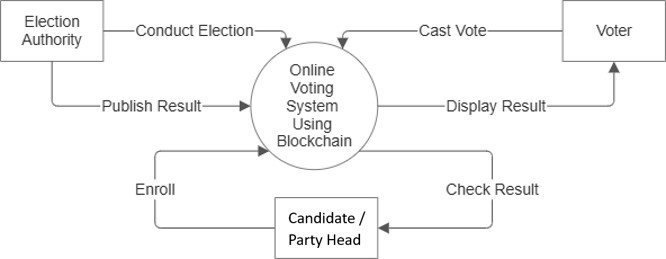 Election
Authority
Conduct Election
Cast Vote
Voter
Online
Voting
System
Using
Blockchain
Publish Result
Display Result
Enroll
Check Result
Candidate /
Party Head